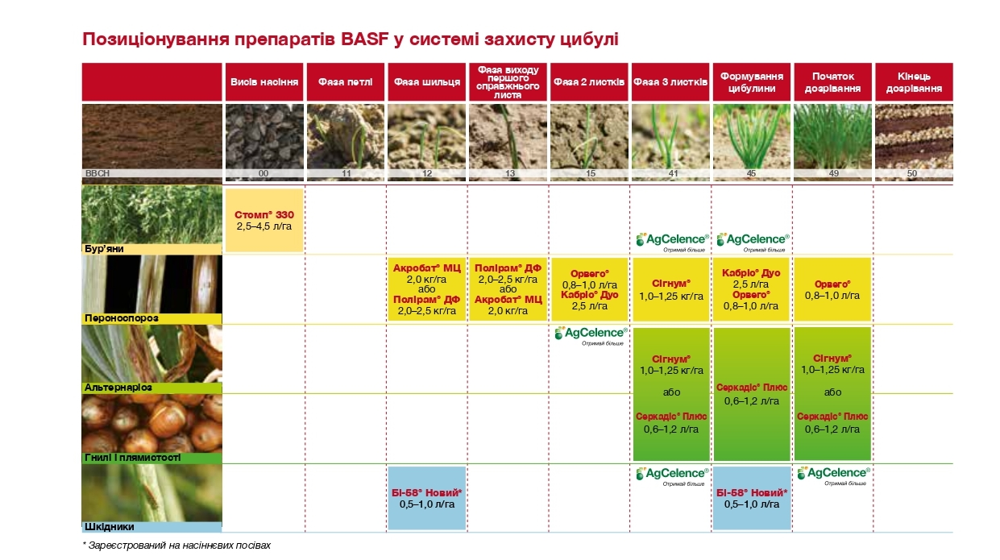 Позиціонування препаратів BASF у системі захисту цибулі
Висів насіння
Фаза петлі
Фаза шильця
Фаза виходу
першого
справжнього
листа
Фаза 2 листків
Фаза 3 листків
Формування
цибулини
Початок
дозрівання
Кінець
дозрівання
BBCH
00
11
12
13
15
41
45
49
50
Бур’яни
Стомп® 330
2,5–4,5 л/га
AgCelence®
Отримай більше
AgCelence®
Отримай більше
Пероноспороз
Акробат® МЦ
2,0 кг/га
або
Полірам® ДФ
2,0–2,5 кг/га
Полірам® ДФ
2,0–2,5 кг/га
або
Акробат® МЦ
2,0 кг/га
Орвего®
0,8–1,0 л/га
Кабріо® Дуо
2,5 л/га
Сігнум®
1,0–1,25 кг/га
Кабріо® Дуо
2,5 л/га
Орвего®
0,8–1,0 л/га
Орвего®
0,8–1,0 л/га
AgCelence®
Отримай більше
Альтернаріоз
Гнилі і плямистості
Сігнум®
1,0–1,25 кг/га
або
Серкадіс® Плюс
0,6–1,2 л/га
Серкадіс® Плюс
0,6–1,2 л/га
Сігнум®
1,0–1,25 кг/га
або
Серкадіс® Плюс
0,6–1,2 л/га
Шкідники
Бі-58® Новий*
0,5–1,0 л/га
AgCelence®
Отримай більше
Бі-58® Новий*
0,5–1,0 л/га
AgCelence®
Отримай більше
* Зареєстрований на насіннєвих посівах